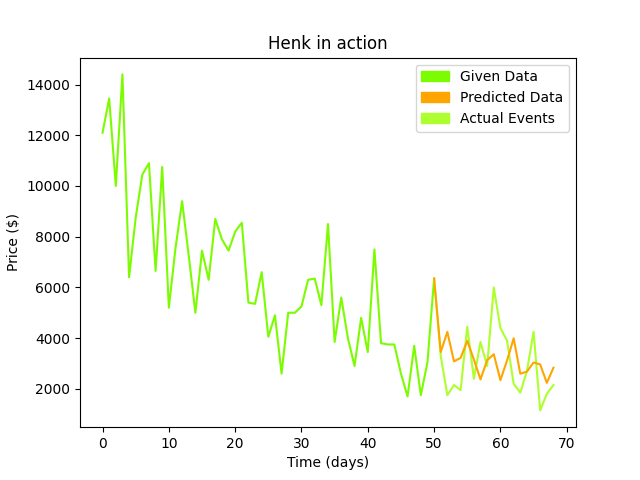 Henk in action
Given Data
Predicted Data
Actual Events
14000
12000
10000
8000
6000
4000
2000
Price ($)
0 10 20 30 40 50 60 70
Time (days)